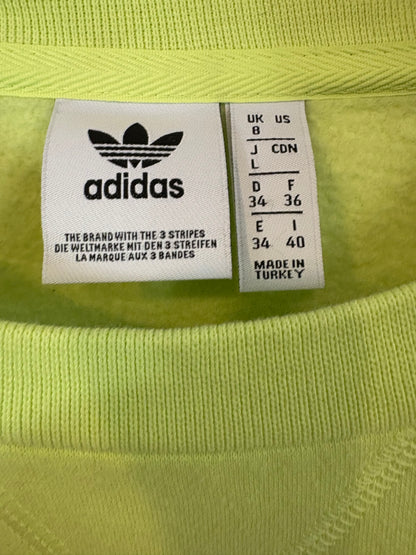 adidas
THE BRAND WITH THE 3 STRIPES
DIE WELTMARKE MIT DEN 3 STREIFEN
LA MARQUE AUX 3 BANDES
UK US
8
J CDN
L
D F
34 36
E I
34 40
MADE IN
TURKEY